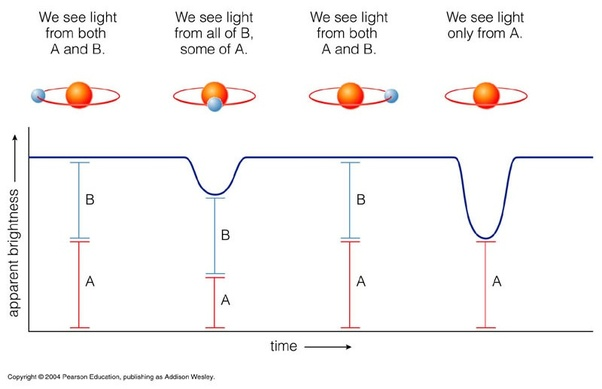 We see light
from both
A and B.
We see light
from all of B,
some of A.
We see light
from both
A and B.
We see light
only from A.
apparent brightness
B
A
B
A
B
A
A
time
Copyright © 2004 Pearson Education, publishing as Addison Wesley.